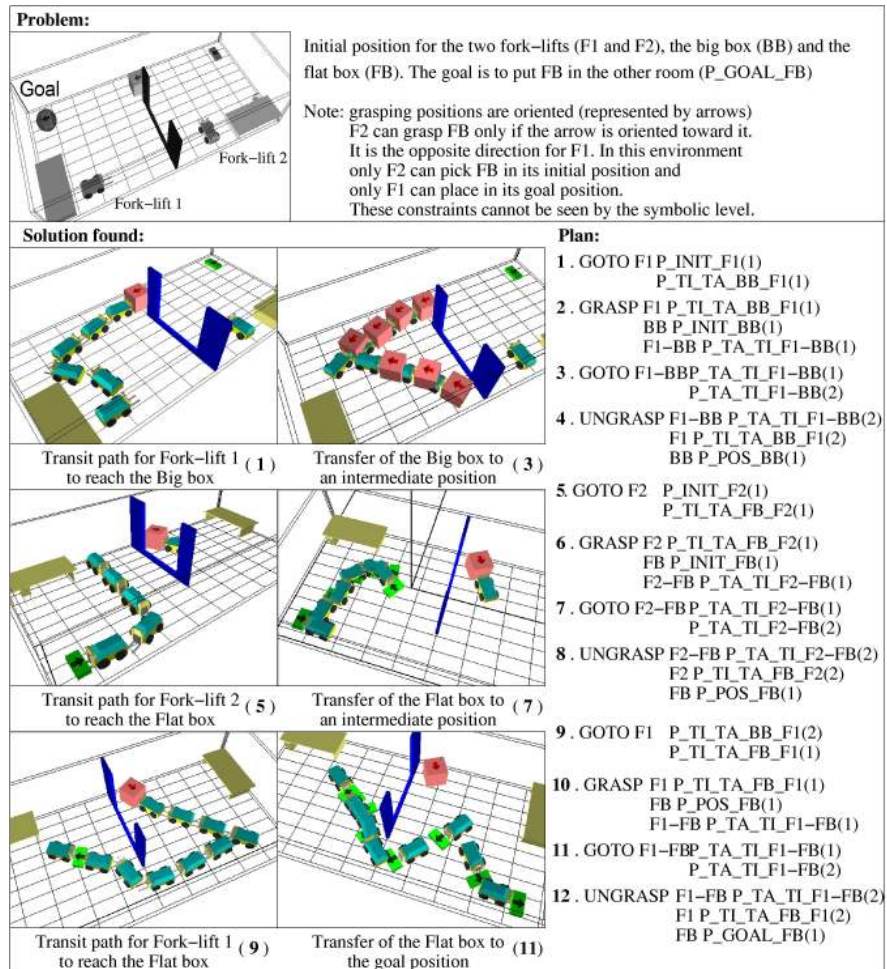 Problem:
Goal
Fork-lift 1
Fork-lift 2
Initial position for the two fork-lifts (F1 and F2), the big box (BB) and the
flat box (FB). The goal is to put FB in the other room (P_GOAL_FB)
Note: grasping positions are oriented (represented by arrows)
F2 can grasp FB only if the arrow is oriented toward it.
It is the opposite direction for F1. In this environment
only F2 can pick FB in its initial position and
only F1 can place in its goal position.
These constraints cannot be seen by the symbolic level.
Solution found:
Transit path for Fork-lift 1
to reach the Big box
(1)
Transfer of the Big box to
an intermediate position
(3)
Transit path for Fork-lift 2
to reach the Flat box
(5)
Transfer of the Flat box to
an intermediate position
(7)
Transit path for Fork-lift 1
to reach the Flat box
(9)
Transfer of the Flat box to
the goal position
(11)
Plan:
1 . GOTO F1 P_INIT_F1(1)
P_TI_TA_BB_F1(1)
2 . GRASP F1 P_TI_TA_BB_F1(1)
BB P_INIT_BB(1)
F1-BB P_TA_TI_F1-BB(1)
3 . GOTO F1-BBP_TA_TI_F1-BB(1)
P_TA_TI_F1-BB(2)
4 . UNGRASP F1-BB P_TA_TI_F1-BB(2)
F1 P_TI_TA_BB_F1(2)
BB P_POS_BB(1)
5. GOTO F2 P_INIT_F2(1)
P_TI_TA_FB_F2(1)
6 . GRASP F2 P_TI_TA_FB_F2(1)
FB P_INIT_FB(1)
F2-FB P_TA_TI_F2-FB(1)
7 . GOTO F2-FB P_TA_TI_F2-FB(1)
P_TA_TI_F2-FB(2)
8 . UNGRASP F2-FB P_TA_TI_F2-FB(2)
F2 P_TI_TA_FB_F2(2)
FB P_POS_FB(1)
9 . GOTO F1 P_TI_TA_BB_F1(2)
P_TI_TA_FB_F1(1)
10 . GRASP F1 P_TI_TA_FB_F1(1)
FB P_POS_FB(1)
F1-FB P_TA_TI_F1-FB(1)
11 . GOTO F1-FBP_TA_TI_F1-FB(1)
P_TA_TI_F1-FB(2)
12 . UNGRASP F1-FB P_TA_TI_F1-FB(2)
F1 P_TI_TA_FB_F1(2)
FB P_GOAL_FB(1)